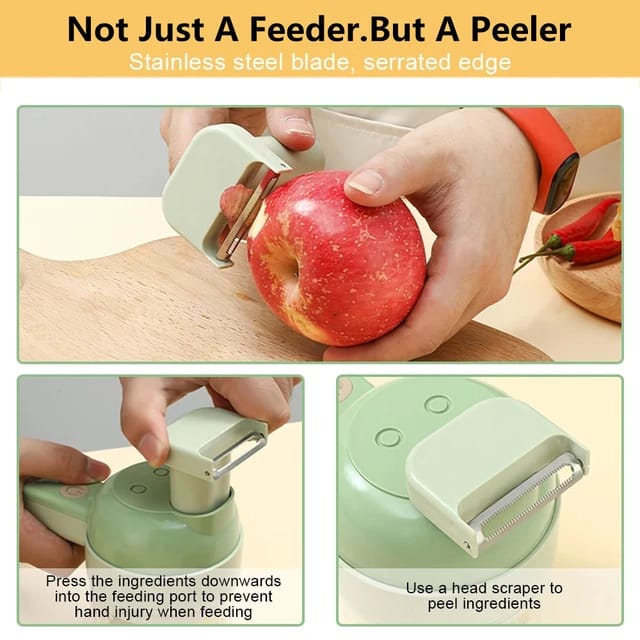 Not Just A Feeder.But A Peeler
Stainless steel blade, serrated edge
Press the ingredients downwards
into the feeding port to prevent
hand injury when feeding
Use a head scraper to
peel ingredients